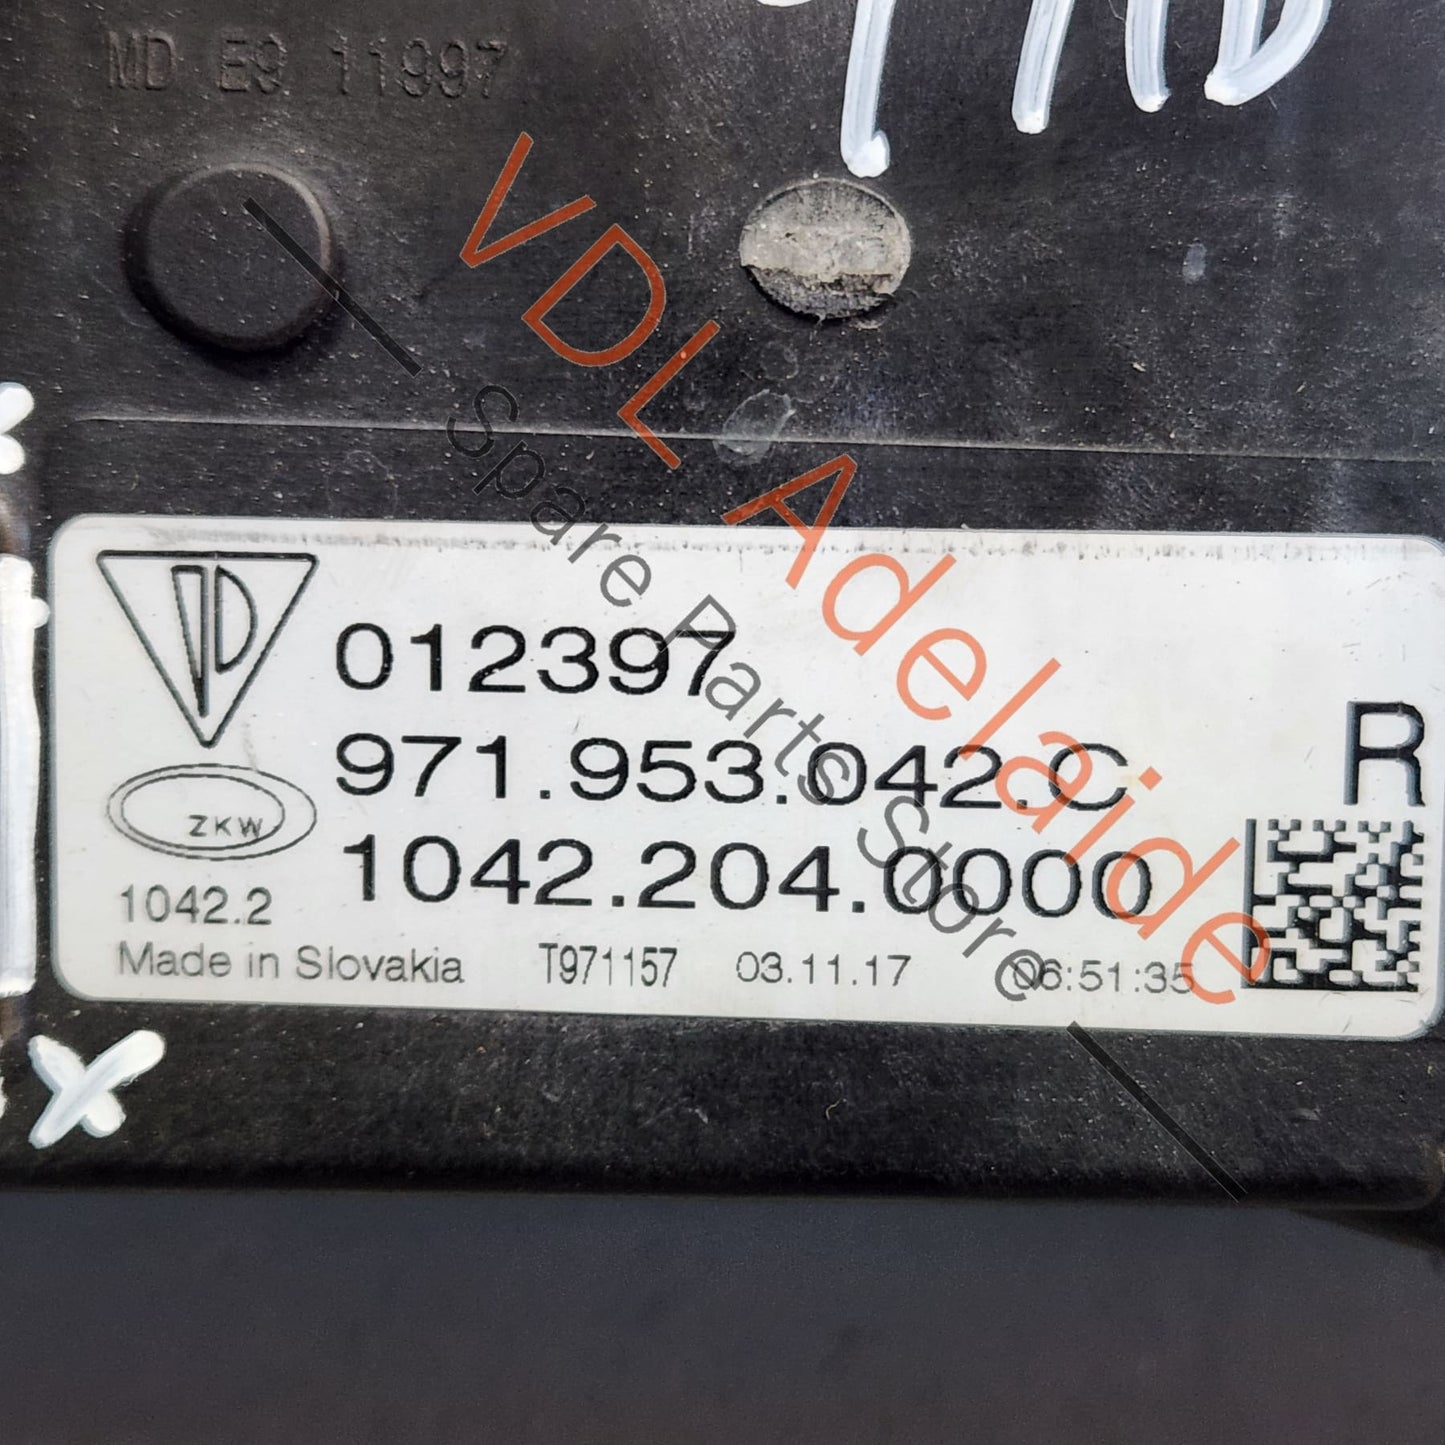 MD E9 11997
VDL Adelaide
Spare Parts Store
012397
971.953.042.C
R
1042.204.0000
ZKW
1042.2
Made in Slovakia T971157 03.11.17 06:51:35
X